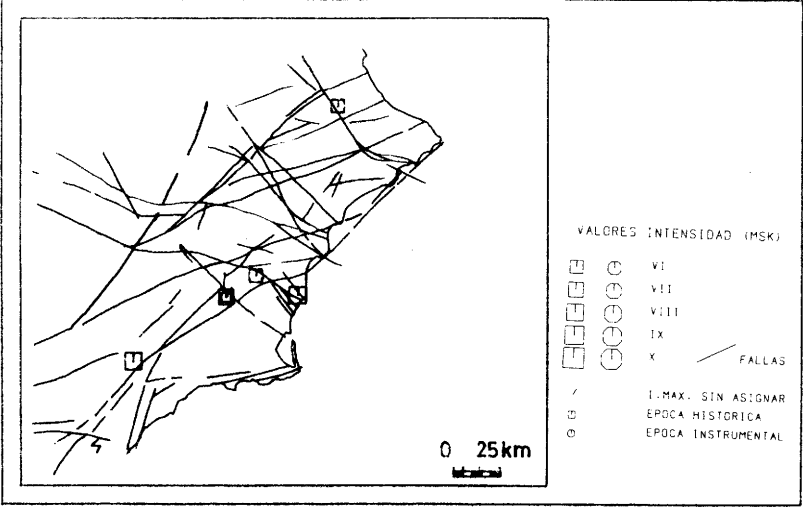 VALORES INTENSIDAD (MSK)
VI
VII
VIII
IX
X
FALLAS
I.MAX. SIN ASIGNAR
EPOCA HISTORICA
EPOCA INSTRUMENTAL
0 25km